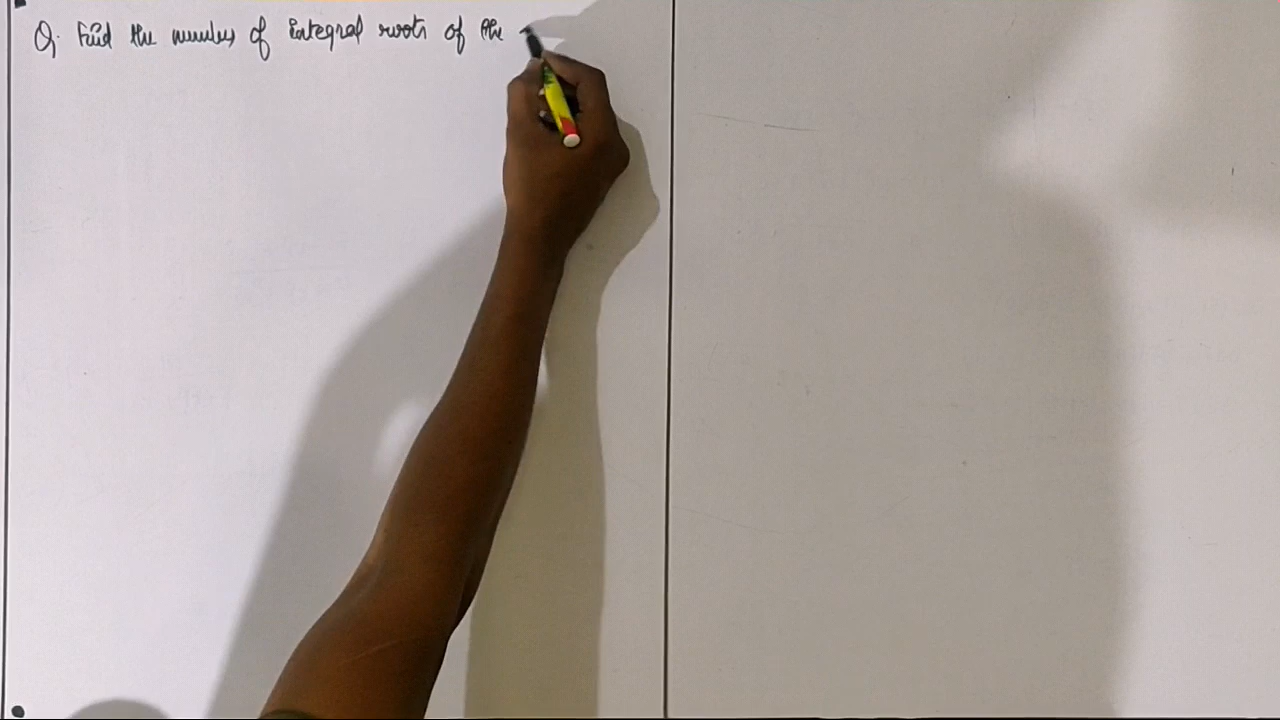 Q. Find the number of integral roots of the